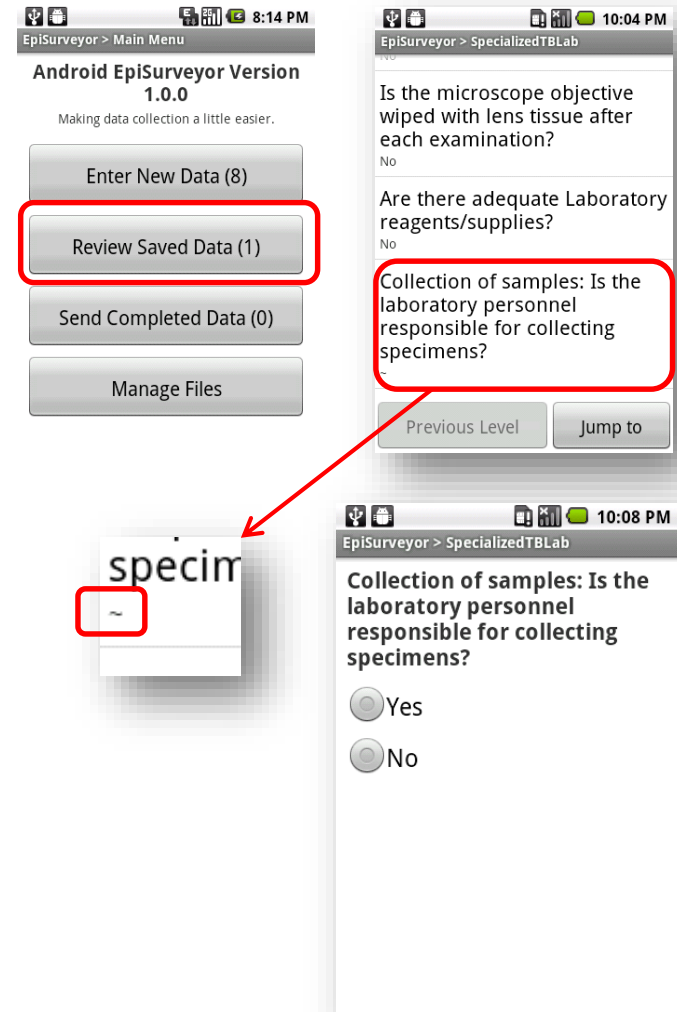 8:14 PM
EpiSurveyor > Main Menu
Android EpiSurveyor Version
1.0.0
Making data collection a little easier.
Enter New Data (8)
Review Saved Data (1)
Send Completed Data (0)
Manage Files
10:04 PM
EpiSurveyor > SpecializedTBLab
No
Is the microscope objective
wiped with lens tissue after
each examination?
No
Are there adequate Laboratory
reagents/supplies?
No
Collection of samples: Is the
laboratory personnel
responsible for collecting
specimens?
~
Previous Level
Jump to
specim
~
10:08 PM
EpiSurveyor > SpecializedTBLab
Collection of samples: Is the
laboratory personnel
responsible for collecting
specimens?
Yes
No